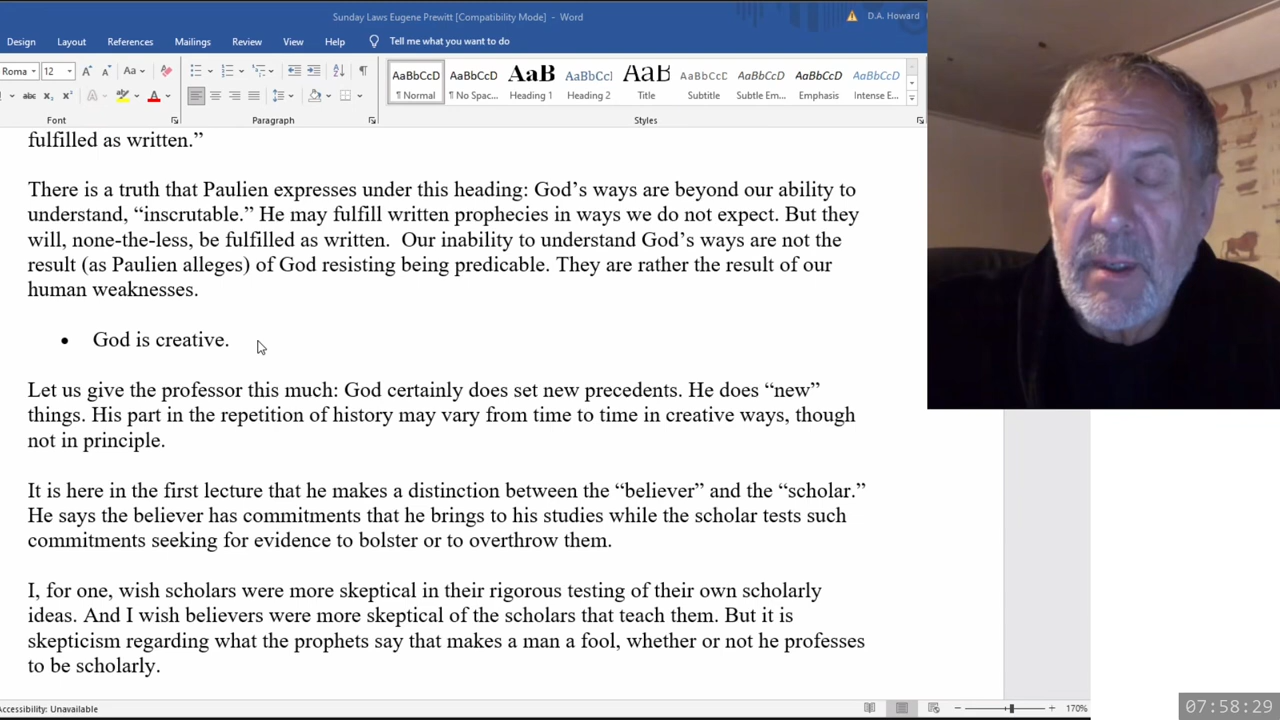 Sunday Laws Eugene Prewitt [Compatibility Mode] - Word
D.A. Howard
Design Layout References Mailings Review View Help Tell me what you want to do
Roma 12 Aa
AaBbCcD AaBbCcD AaB AaBbCc AaB AaBbCcD AaBbCcD AaBbCcD AaBbCcD
¶ Normal ¶ No Spac... Heading 1 Heading 2 Title Subtitle Subtle Em... Emphasis Intense E...
Font Paragraph Styles
fulfilled as written.”
There is a truth that Paulien expresses under this heading: God’s ways are beyond our ability to
understand, “inscrutable.” He may fulfill written prophecies in ways we do not expect. But they
will, none-the-less, be fulfilled as written.  Our inability to understand God’s ways are not the
result (as Paulien alleges) of God resisting being predicable. They are rather the result of our
human weaknesses.
• God is creative.
Let us give the professor this much: God certainly does set new precedents. He does “new”
things. His part in the repetition of history may vary from time to time in creative ways, though
not in principle.
It is here in the first lecture that he makes a distinction between the “believer” and the “scholar.”
He says the believer has commitments that he brings to his studies while the scholar tests such
commitments seeking for evidence to bolster or to overthrow them.
I, for one, wish scholars were more skeptical in their rigorous testing of their own scholarly
ideas. And I wish believers were more skeptical of the scholars that teach them. But it is
skepticism regarding what the prophets say that makes a man a fool, whether or not he professes
to be scholarly.
Accessibility: Unavailable
170%
07:58:29